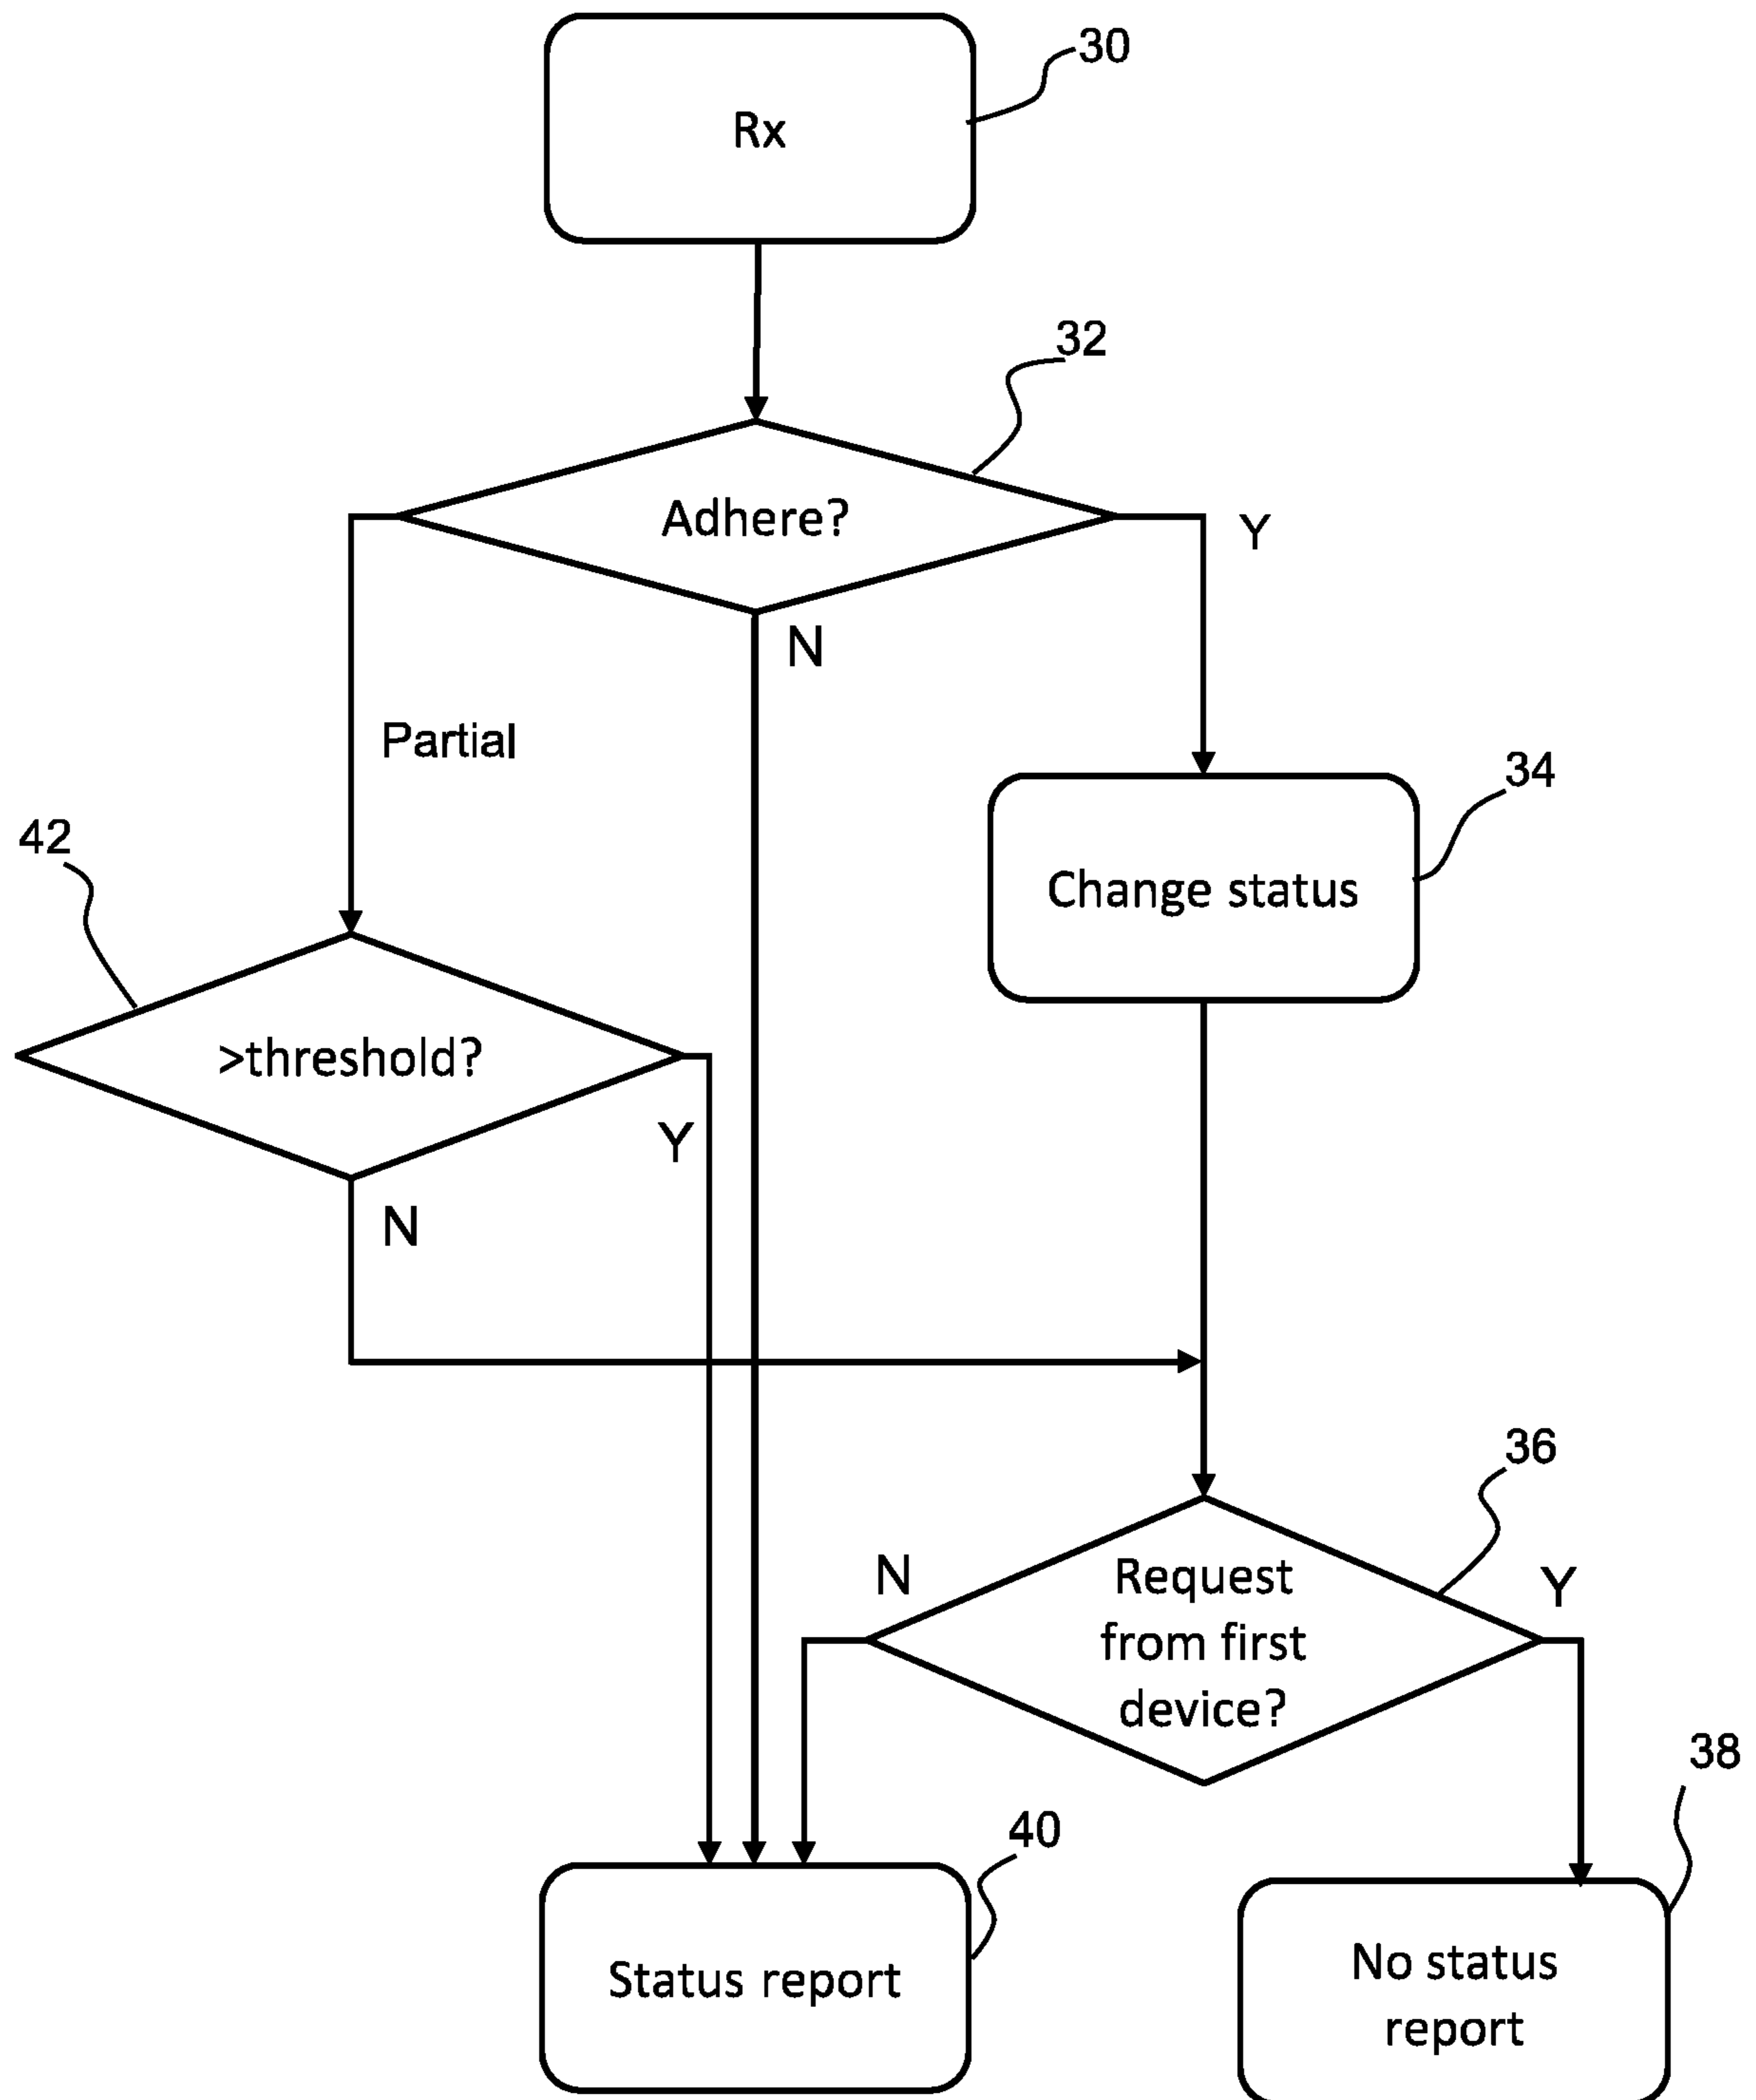 30
Rx
32
Adhere?
Y
N
Partial
34
42
Change status
>threshold?
Y
N
36
N
Y
Request
from first
device?
38
40
Status report
No status
report